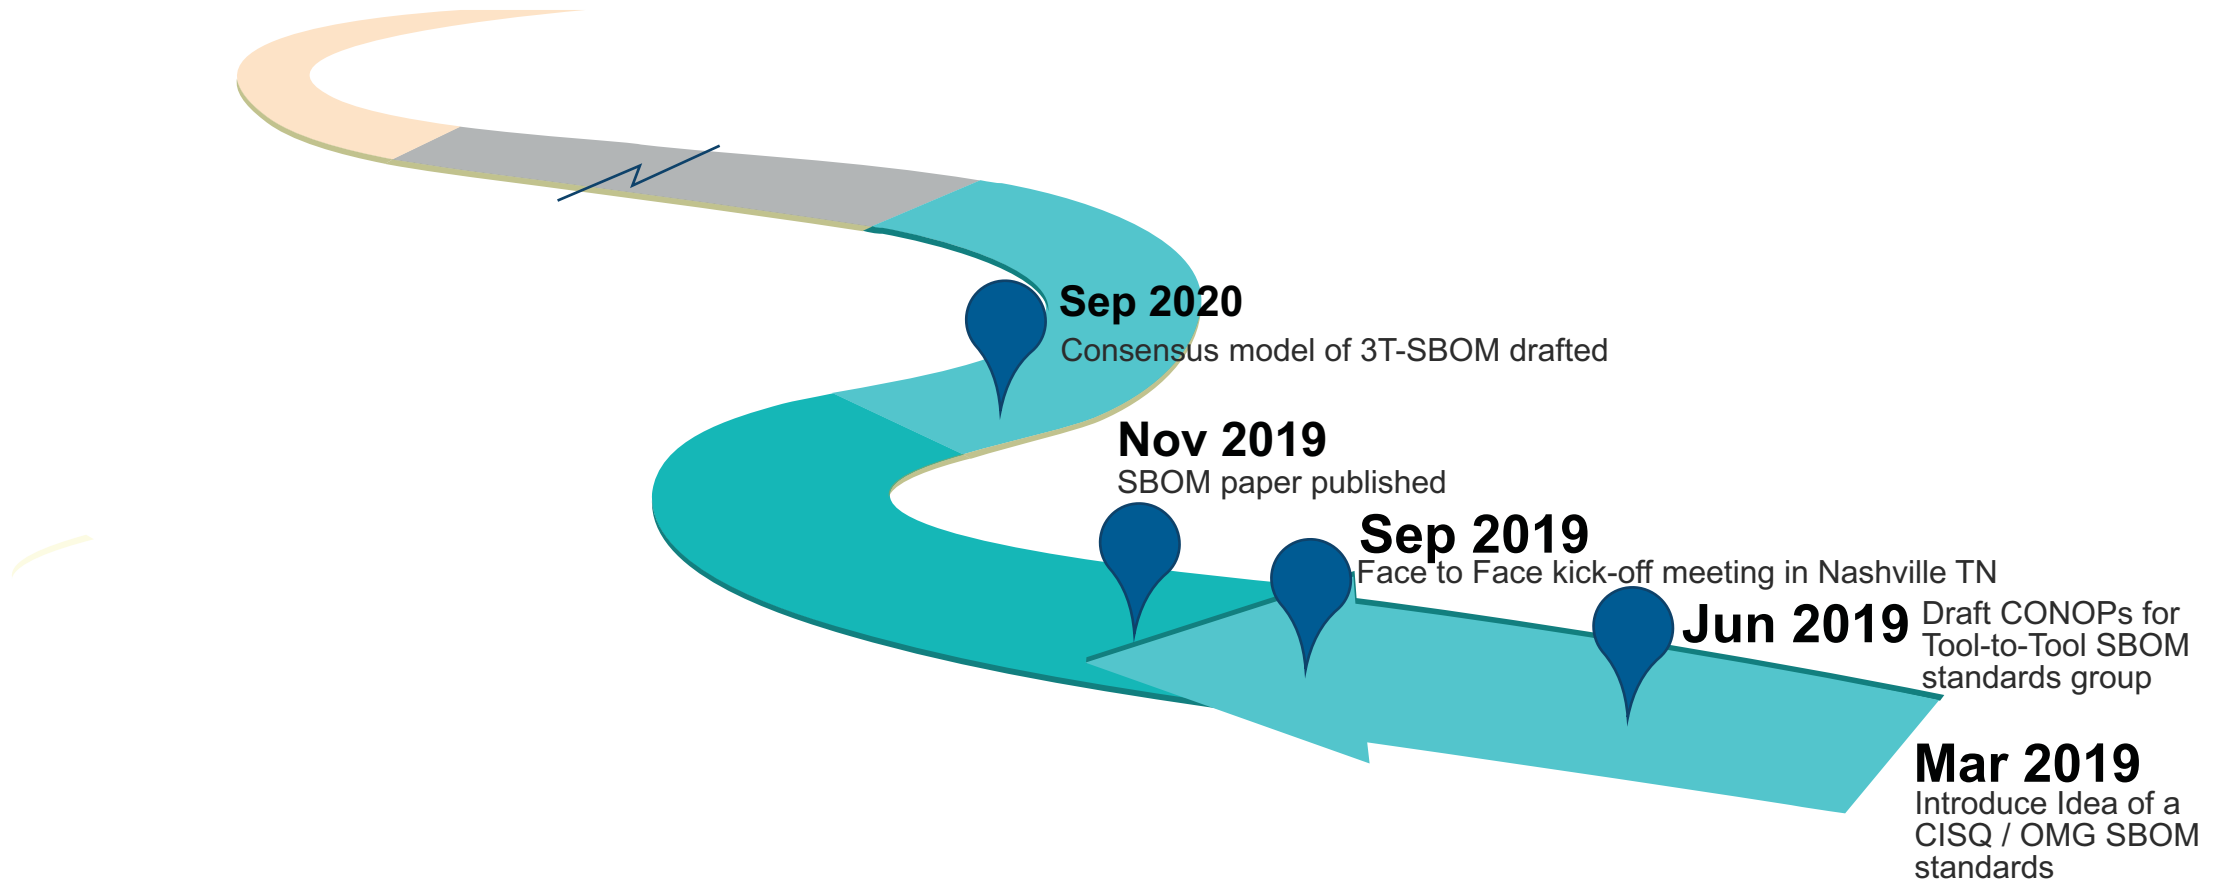 Sep 2020
Consensus model of 3T-SBOM drafted
Nov 2019
SBOM paper published
Sep 2019
Face to Face kick-off meeting in Nashville TN
Jun 2019
Draft CONOPs for
Tool-to-Tool SBOM
standards group
Mar 2019
Introduce Idea of a
CISQ / OMG SBOM
standards